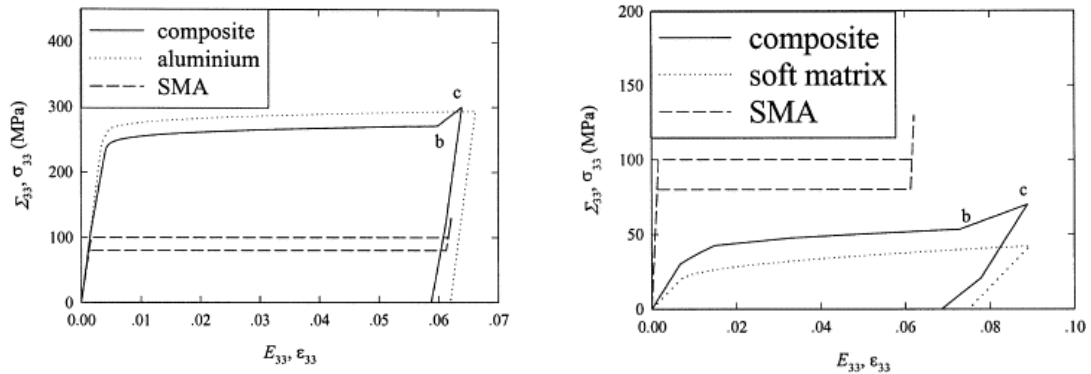 400
300
200
100
0
Σ₃₃, σ₃₃ (MPa)
composite
aluminium
SMA
c
b
0.00 .01 .02 .03 .04 .05 .06 .07
E₃₃, ε₃₃
200
150
100
50
0
Σ₃₃, σ₃₃ (MPa)
composite
soft matrix
SMA
b
c
0.00 .02 .04 .06 .08 .10
E₃₃, ε₃₃